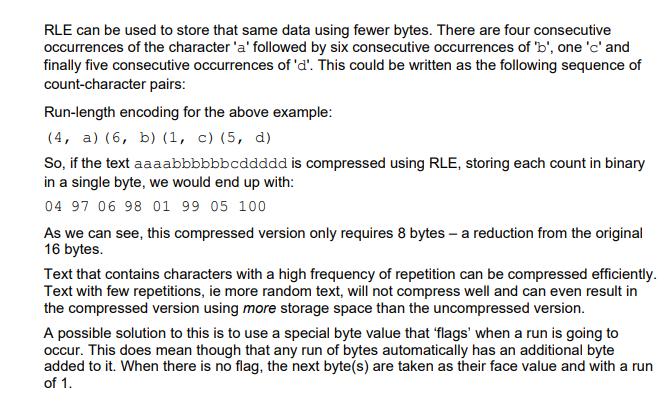 RLE can be used to store that same data using fewer bytes. There are four consecutive
occurrences of the character 'a' followed by six consecutive occurrences of 'b', one 'c' and
finally five consecutive occurrences of 'd'. This could be written as the following sequence of
count-character pairs:
Run-length encoding for the above example:
(4, a) (6, b) (1, c) (5, d)
So, if the text aaaabbbbbbcddddd is compressed using RLE, storing each count in binary
in a single byte, we would end up with:
04 97 06 98 01 99 05 100
As we can see, this compressed version only requires 8 bytes – a reduction from the original
16 bytes.
Text that contains characters with a high frequency of repetition can be compressed efficiently.
Text with few repetitions, ie more random text, will not compress well and can even result in
the compressed version using more storage space than the uncompressed version.
A possible solution to this is to use a special byte value that ‘flags’ when a run is going to
occur. This does mean though that any run of bytes automatically has an additional byte
added to it. When there is no flag, the next byte(s) are taken as their face value and with a run
of 1.